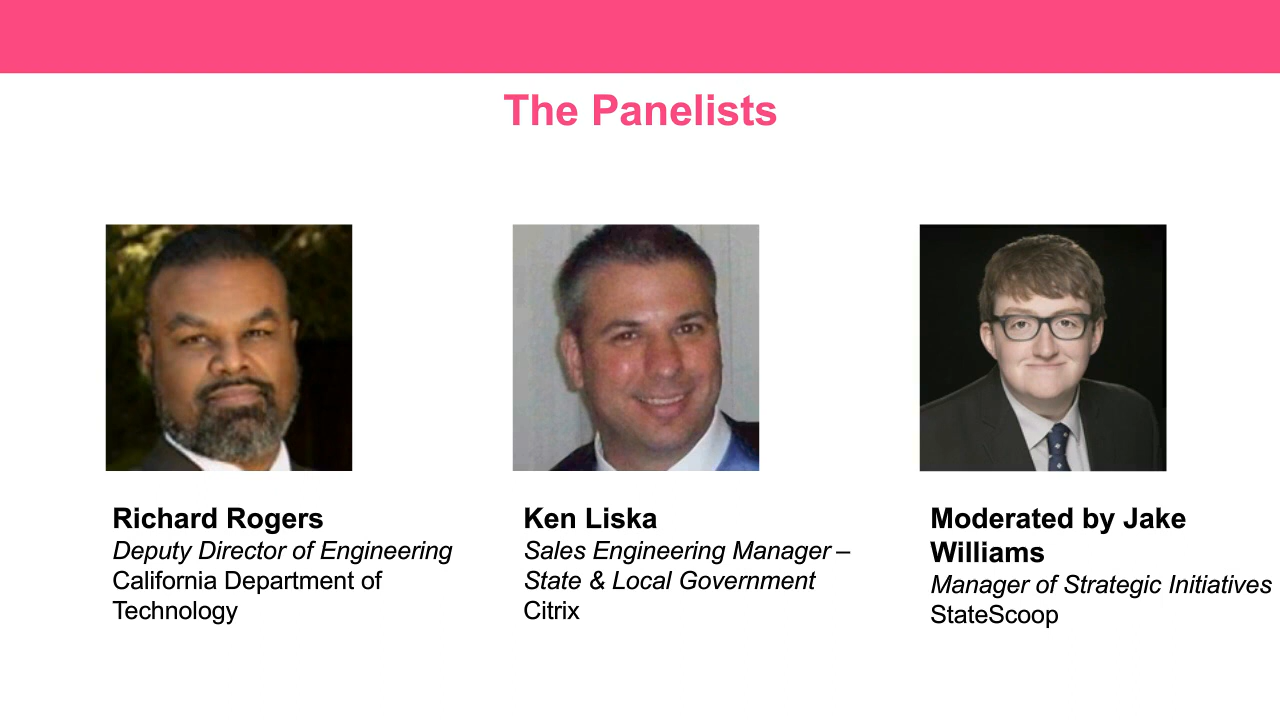 The Panelists
Richard Rogers
Deputy Director of Engineering
California Department of
Technology
Ken Liska
Sales Engineering Manager –
State & Local Government
Citrix
Moderated by Jake
Williams
Manager of Strategic Initiatives
StateScoop